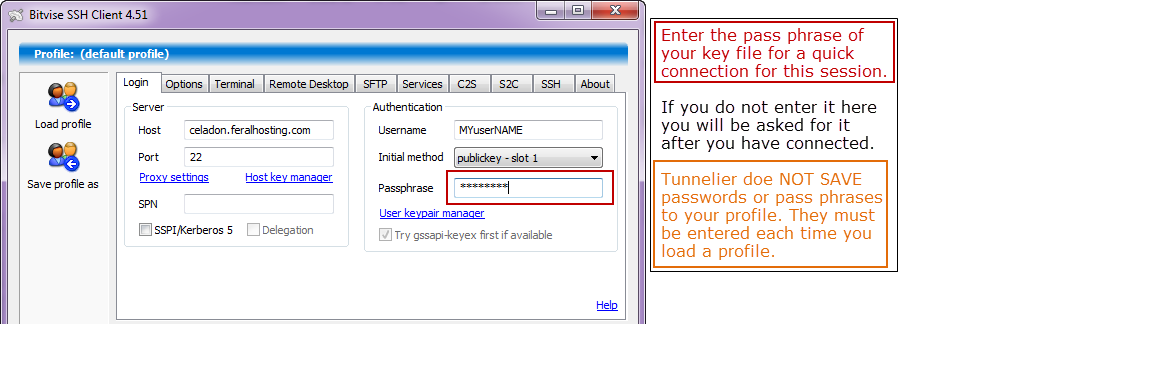 Bitvise SSH Client 4.51
Profile: (default profile)
Load profile
Save profile as
Login Options Terminal Remote Desktop SFTP Services C2S S2C SSH About
Server
Host celadon.feralhosting.com
Port 22
Proxy settings Host key manager
SPN
SSPI/Kerberos 5 Delegation
Authentication
Username MYuserNAME
Initial method publickey - slot 1
Passphrase ********
User keypair manager
Try gssapi-keyex first if available
Help
Enter the pass phrase of
your key file for a quick
connection for this session.
If you do not enter it here
you will be asked for it
after you have connected.
Tunnelier doe NOT SAVE
passwords or pass phrases
to your profile. They must
be entered each time you
load a profile.